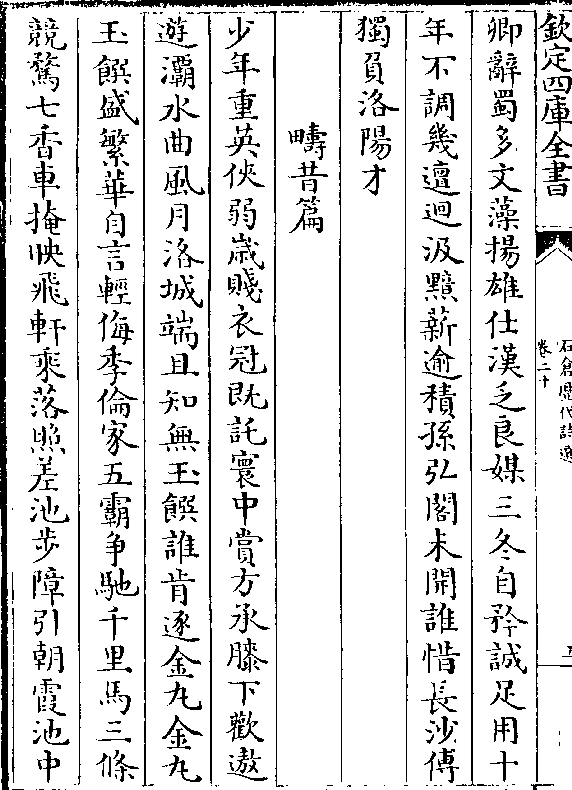 欽定四庫全書
石倉歷代詩選
卷二十
五
卿辭蜀多文藻揚雄仕漢乏良媒三冬自矜誠足用十
年不調幾邅迴汲黯薪逾積孫弘閣未開誰惜長沙傅
獨負洛陽才
疇昔篇
少年重英俠弱歲賤衣冠既託寰中賞方承膝下歡遨
遊灞水曲風月洛城端且知無玉饌誰肯逐金丸金丸
玉饌盛繁華自言輕侮季倫家五霸争馳千里馬三條
競騖七香車掩映飛軒乘落照差池步障引朝霞池中